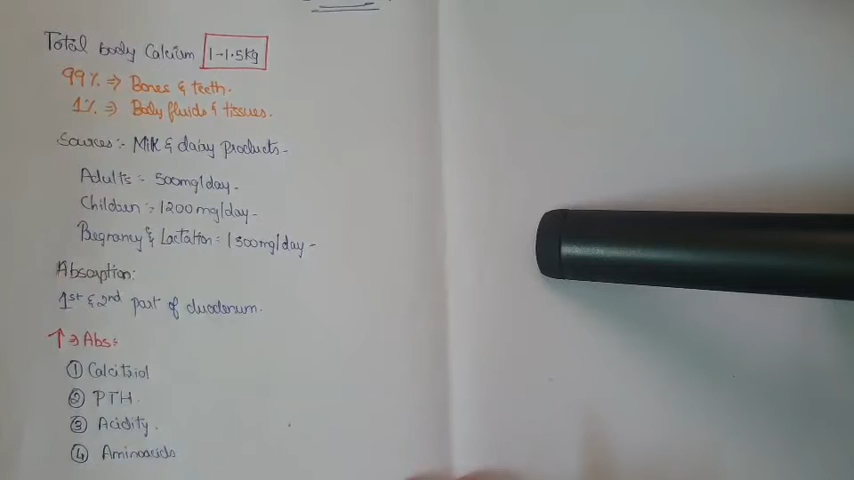 Total body Calcium 1-1.5kg
99% ⇒ Bones & teeth.
1% ⇒ Body fluids & tissues.
Sources:- Milk & dairy products-
Adults:- 500mg/day-
Children:- 1200mg/day-
Pregnancy & Lactation: 1500mg/day-
Absorption:
1st & 2nd part of duodenum.
↑→ Abs:
① Calcitriol
② PTH.
③ Acidity.
④ Aminoacids